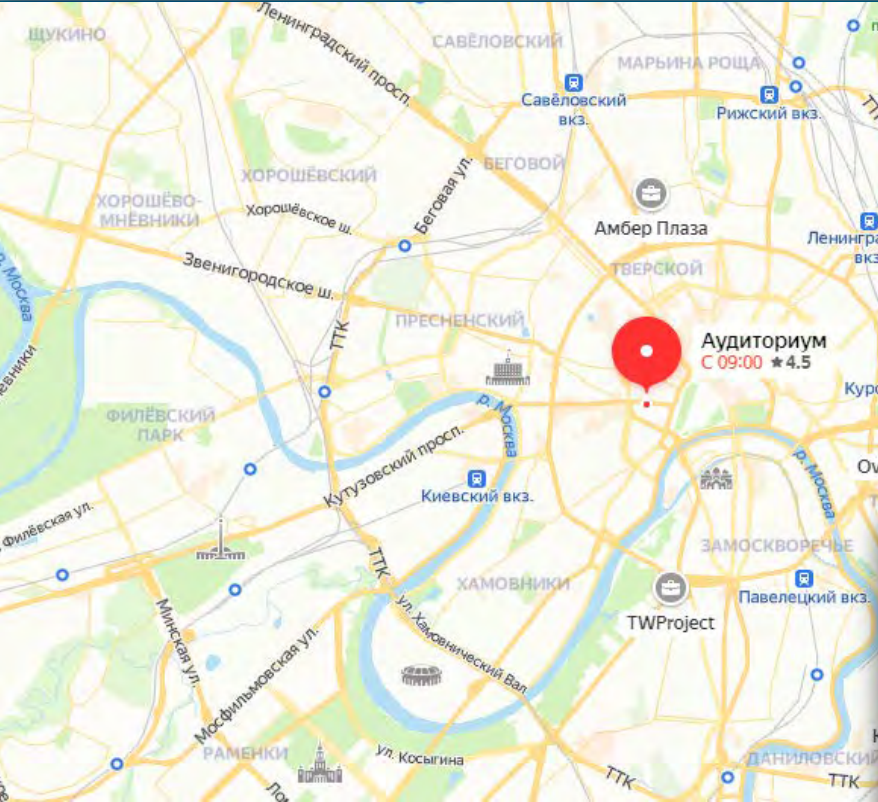 ЩУКИНО
Ленинградский просп.
САВЁЛОВСКИЙ
МАРЬИНА РОЩА
Савёловский
вкз.
Рижский вкз.
БЕГОВОЙ
ХОРОШЁВСКИЙ
Беговая ул.
ХОРОШЁВО-
МНЁВНИКИ
Хорошёвское ш.
Амбер Плаза
Звенигородское ш.
р. Москва
ТВЕРСКОЙ
ПРЕСНЕНСКИЙ
ТТК
Аудиториум
С 09:00 ★4.5
р. Москва
ФИЛЁВСКИЙ
ПАРК
Кутузовский просп.
Киевский вкз.
р. Москва
Филёвская ул.
ЗАМОСКВОРЕЧЬЕ
ТТК
ХАМОВНИКИ
Павелецкий вкз.
ул. Хамовнический Вал
TWProject
Минская ул.
Мосфильмовская ул.
РАМЕНКИ
ул. Косыгина
ДАНИЛОВСКИЙ
ТТК
ТТК